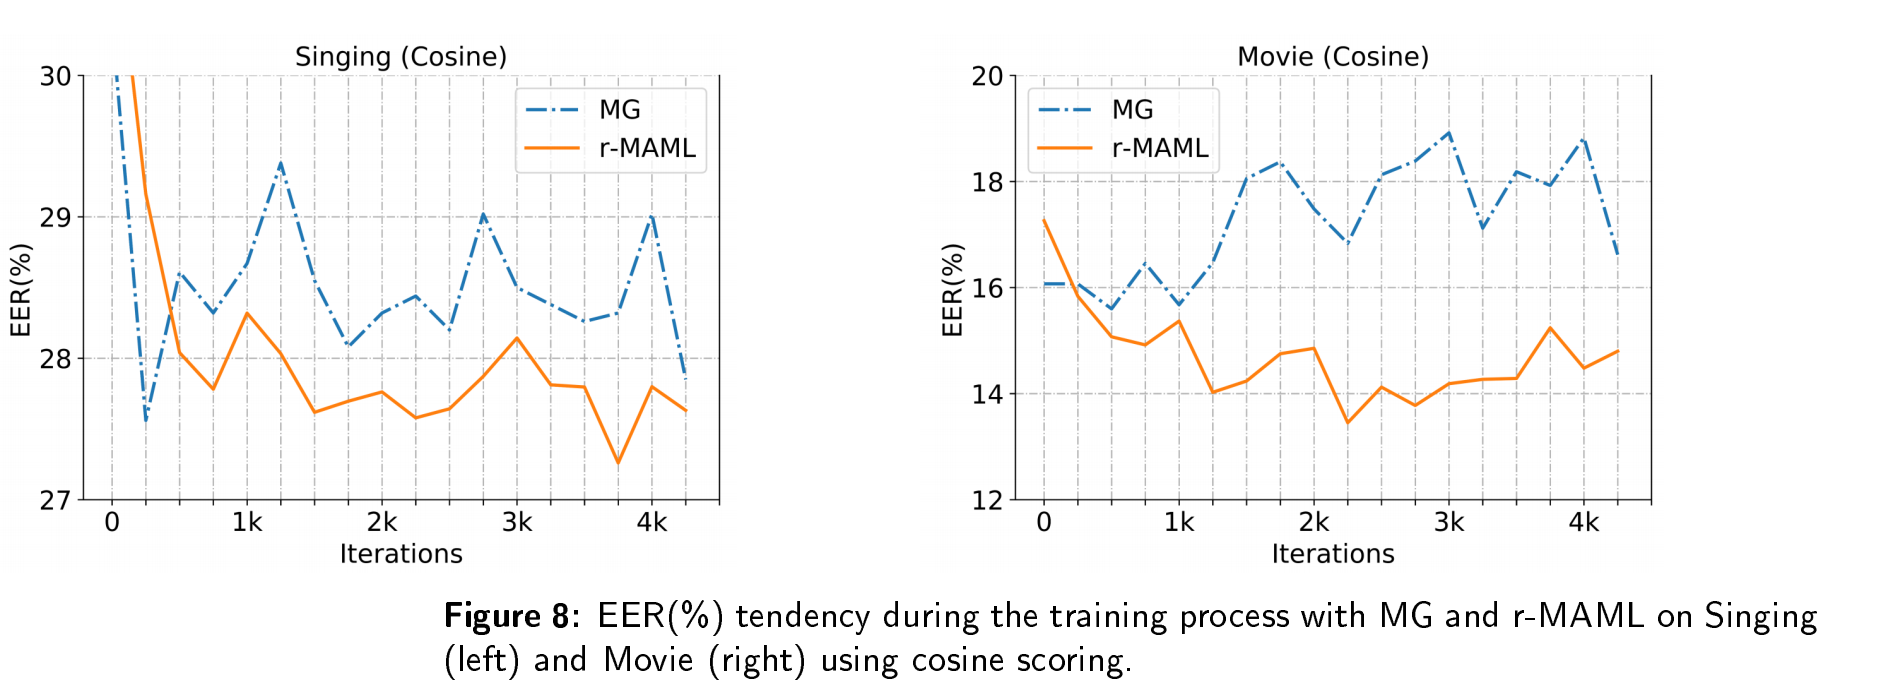 Singing (Cosine)
30
29
28
27
EER(%)
MG
r-MAML
0 1k 2k 3k 4k
Iterations
Movie (Cosine)
20
18
16
14
12
EER(%)
MG
r-MAML
0 1k 2k 3k 4k
Iterations
Figure 8: EER(%) tendency during the training process with MG and r-MAML on Singing
(left) and Movie (right) using cosine scoring.